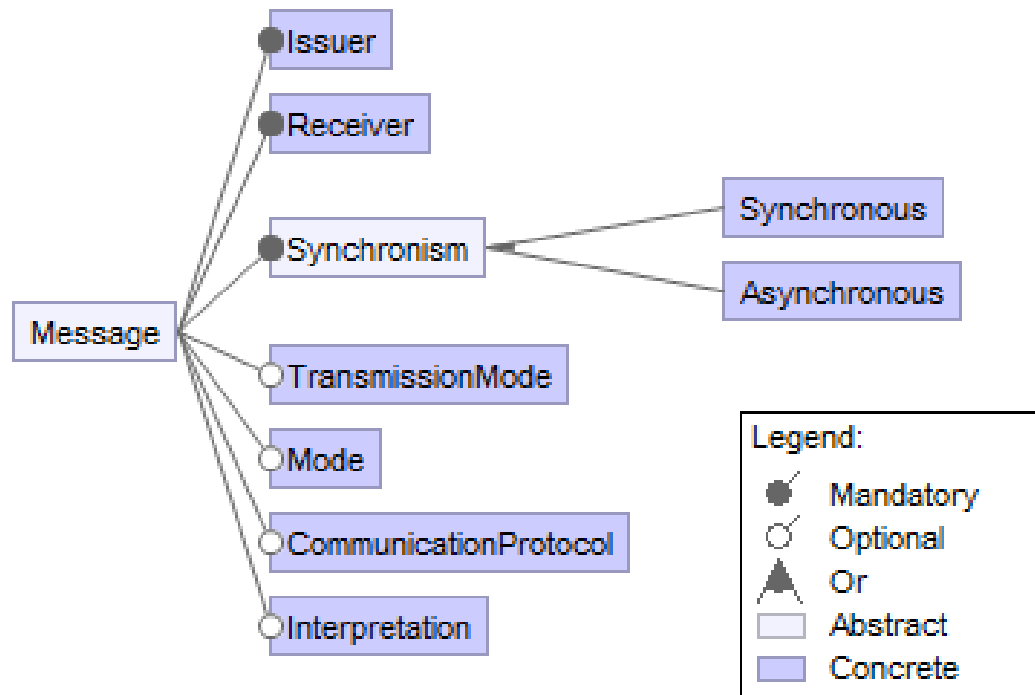 Issuer
Receiver
Synchronism
Synchronous
Asynchronous
Message
TransmissionMode
Mode
CommunicationProtocol
Interpretation
Legend:
Mandatory
Optional
Or
Abstract
Concrete